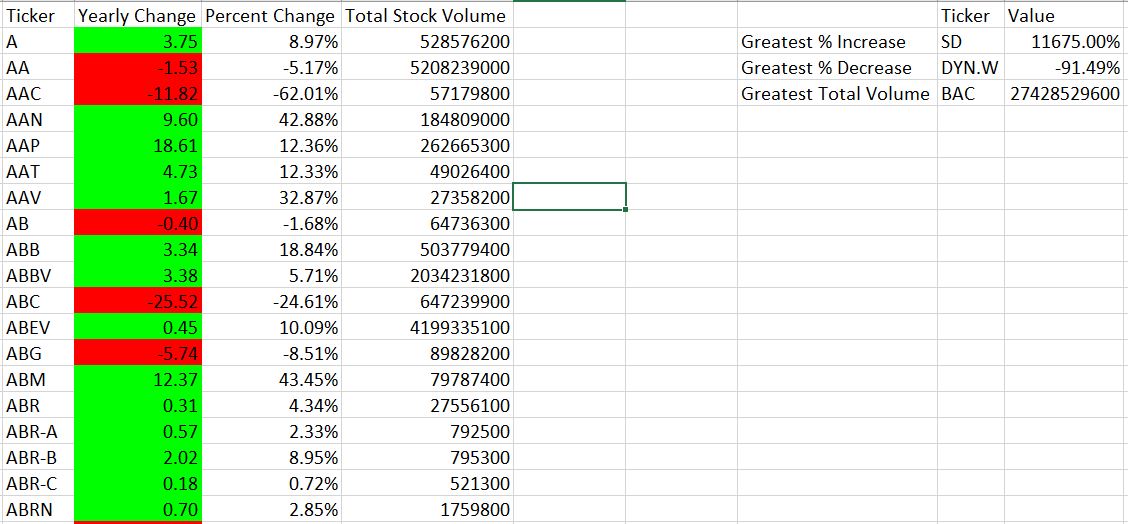 Ticker Yearly Change Percent Change Total Stock Volume Ticker Value
A 3.75 8.97% 528576200 Greatest % Increase SD 11675.00%
AA -1.53 -5.17% 5208239000 Greatest % Decrease DYN.W -91.49%
AAC -11.82 -62.01% 57179800 Greatest Total Volume BAC 27428529600
AAN 9.60 42.88% 184809000
AAP 18.61 12.36% 262665300
AAT 4.73 12.33% 49026400
AAV 1.67 32.87% 27358200
AB -0.40 -1.68% 64736300
ABB 3.34 18.84% 503779400
ABBV 3.38 5.71% 2034231800
ABC -25.52 -24.61% 647239900
ABEV 0.45 10.09% 4199335100
ABG -5.74 -8.51% 89828200
ABM 12.37 43.45% 79787400
ABR 0.31 4.34% 27556100
ABR-A 0.57 2.33% 792500
ABR-B 2.02 8.95% 795300
ABR-C 0.18 0.72% 521300
ABRN 0.70 2.85% 1759800